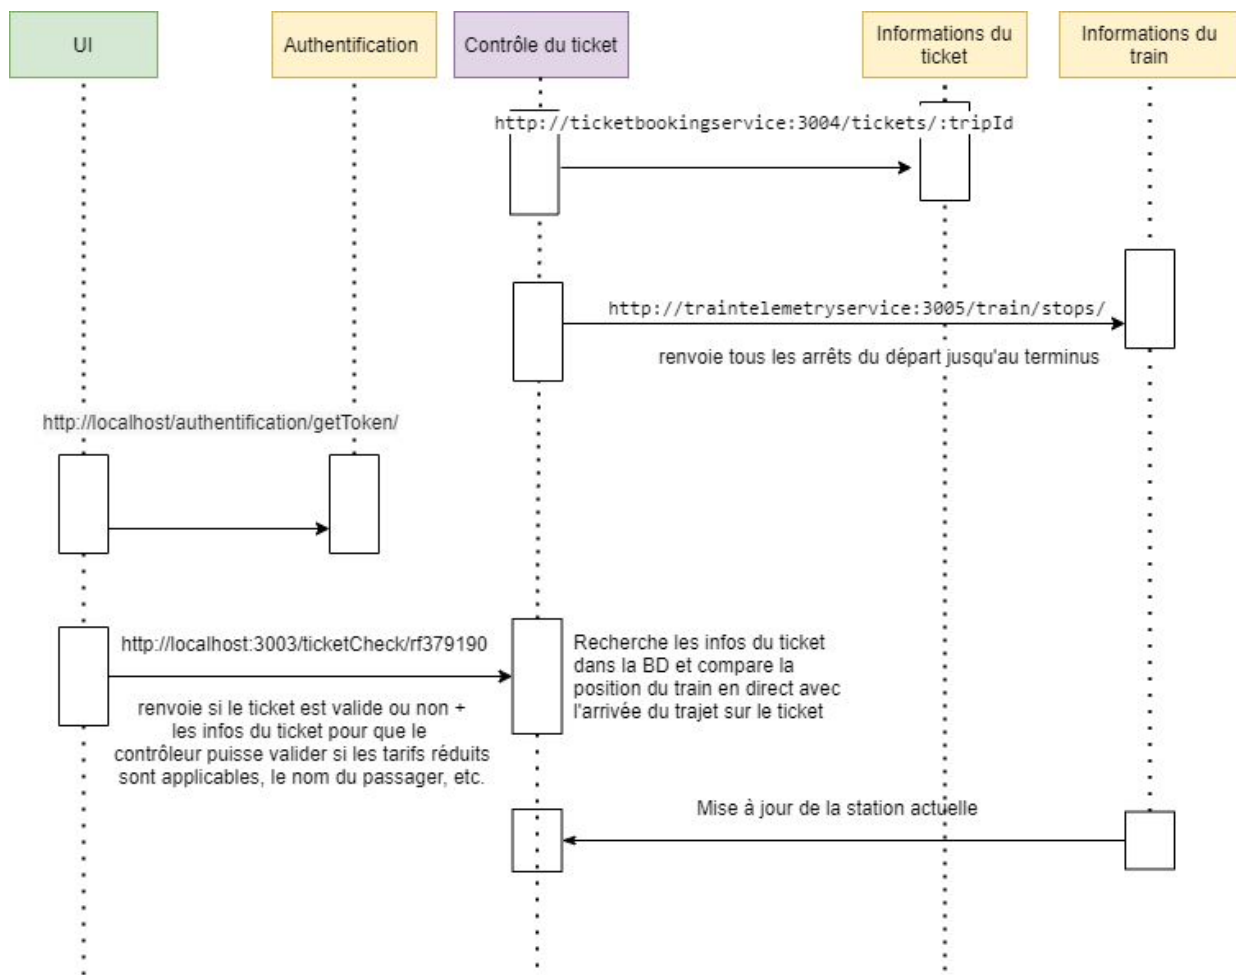 UI
Authentification
Contrôle du ticket
Informations du
ticket
Informations du
train
http://ticketbookingservice:3004/tickets/:tripId
http://traintelemetryservice:3005/train/stops/
renvoie tous les arrêts du départ jusqu'au terminus
http://localhost/authentification/getToken/
http://localhost:3003/ticketCheck/rf379190
renvoie si le ticket est valide ou non +
les infos du ticket pour que le
contrôleur puisse valider si les tarifs réduits
sont applicables, le nom du passager, etc.
Recherche les infos du ticket
dans la BD et compare la
position du train en direct avec
l'arrivée du trajet sur le ticket
Mise à jour de la station actuelle